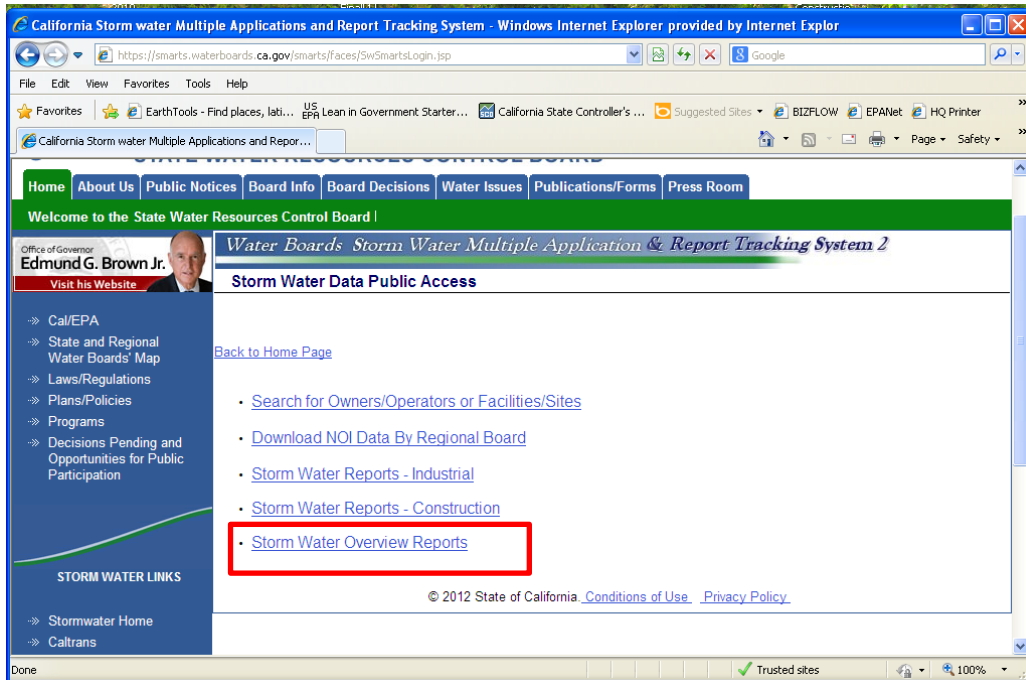 California Storm water Multiple Applications and Report Tracking System - Windows Internet Explorer provided by Internet Explor
https://smarts.waterboards.ca.gov/smarts/faces/SwSmartsLogin.jsp
Google
File Edit View Favorites Tools Help
Favorites EarthTools - Find places, lati... US EPA Lean in Government Starter... SCO California State Controller's ... Suggested Sites BIZFLOW EPANet HQ Printer »
California Storm water Multiple Applications and Repor... Page Safety »
STATE WATER RESOURCES CONTROL BOARD
Home About Us Public Notices Board Info Board Decisions Water Issues Publications/Forms Press Room
Welcome to the State Water Resources Control Board |
Office of Governor
Edmund G. Brown Jr.
Visit his Website
Water Boards Storm Water Multiple Application & Report Tracking System 2
Storm Water Data Public Access
Cal/EPA
State and Regional
Water Boards' Map
Laws/Regulations
Plans/Policies
Programs
Decisions Pending and
Opportunities for Public
Participation
STORM WATER LINKS
Stormwater Home
Caltrans
Back to Home Page
• Search for Owners/Operators or Facilities/Sites
• Download NOI Data By Regional Board
• Storm Water Reports - Industrial
• Storm Water Reports - Construction
• Storm Water Overview Reports
© 2012 State of California. Conditions of Use Privacy Policy
Done Trusted sites 100%